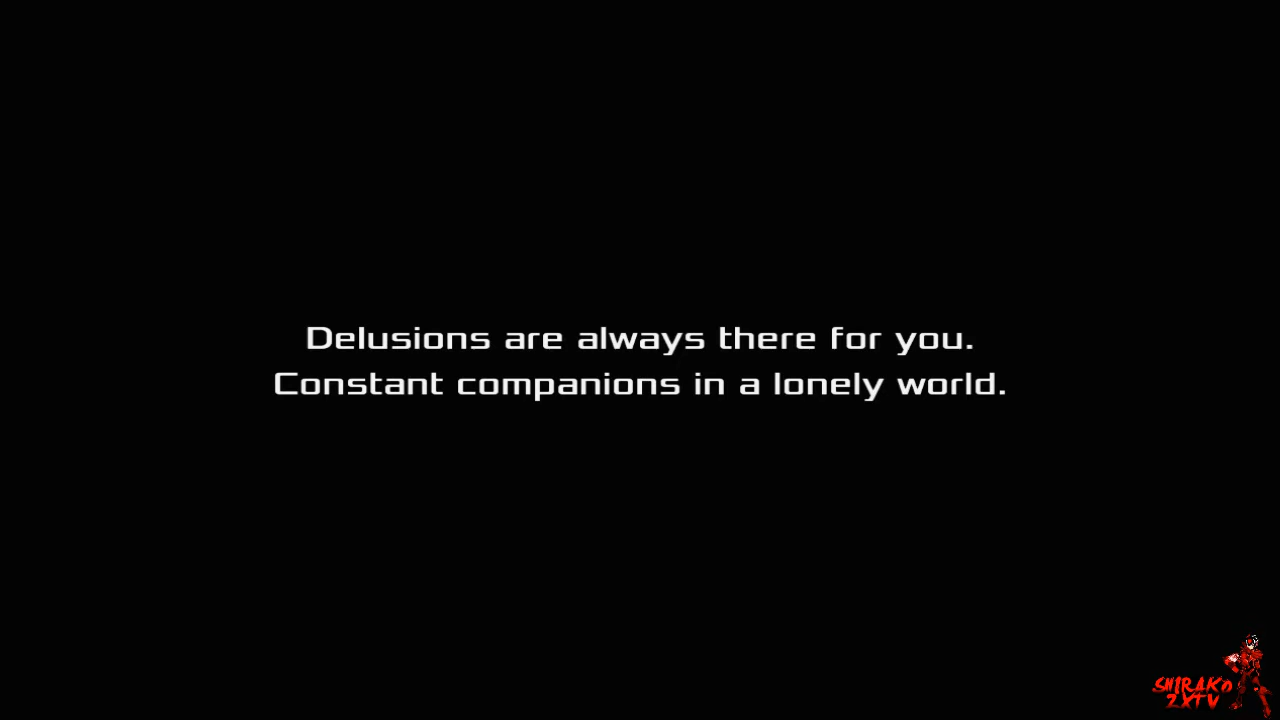 Delusions are always there for you.
Constant companions in a lonely world.
SHIRAKO
ZXTV